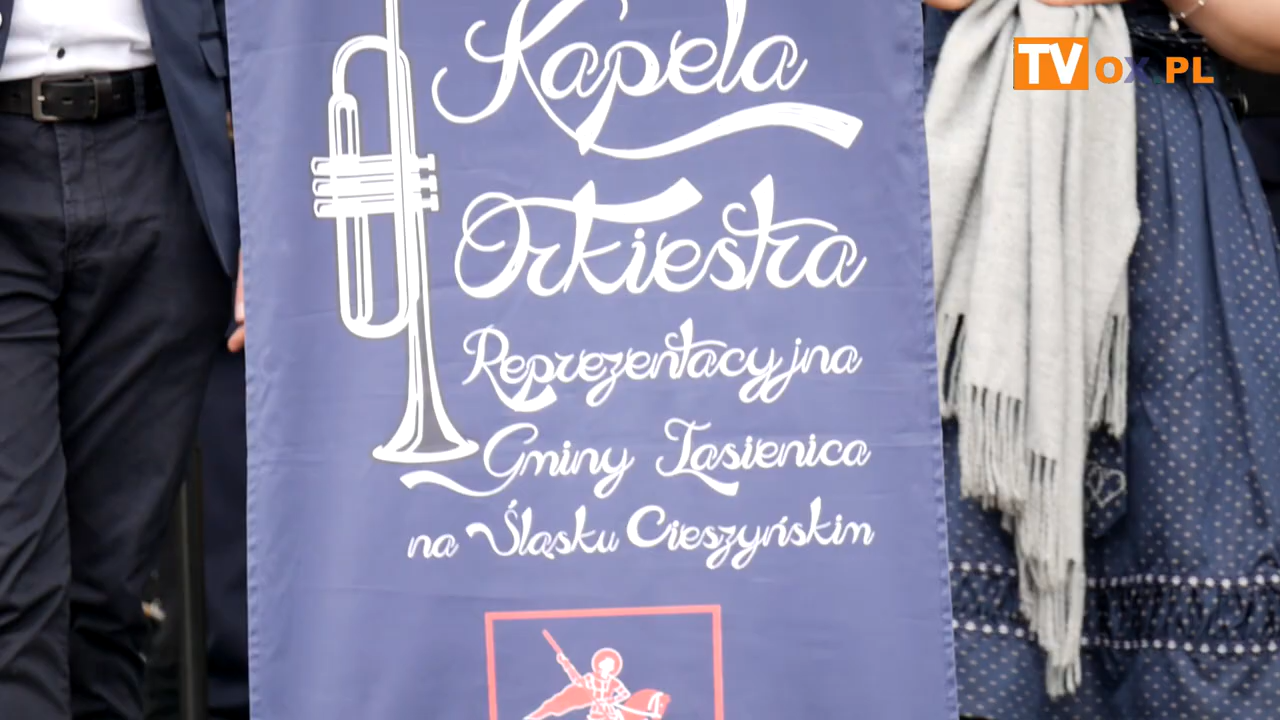 TVOX.PL
Kapela
Orkiestra
Reprezentacyjna
Gminy Jasienica
na Śląsku Cieszyńskim